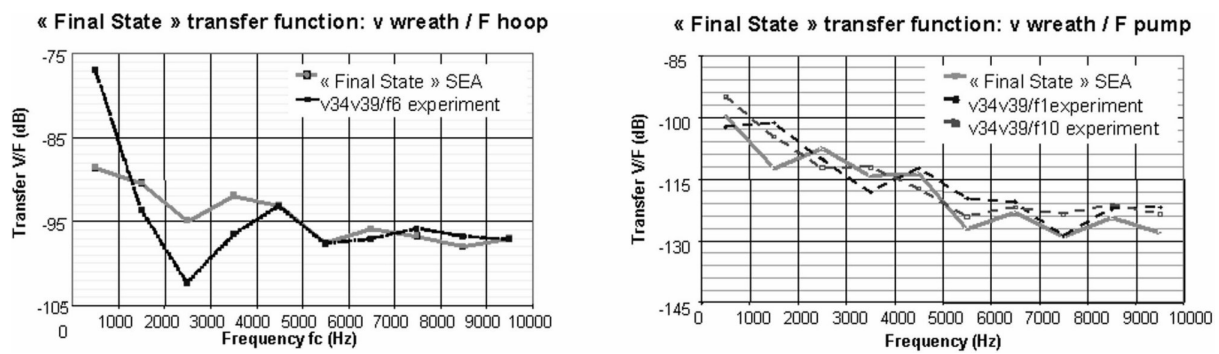 « Final State » transfer function: v wreath / F hoop
-75
-85
-95
-105
Transfer V/F (dB)
« Final State » SEA
v34v39/f6 experiment
0 1000 2000 3000 4000 5000 6000 7000 8000 9000 10000
Frequency fc (Hz)
« Final State » transfer function: v wreath / F pump
-85
-100
-115
-130
-145
Transfer V/F (dB)
« Final State » SEA
v34v39/f1experiment
v34v39/f10 experiment
0 1000 2000 3000 4000 5000 6000 7000 8000 9000 10000
Frequency (Hz)